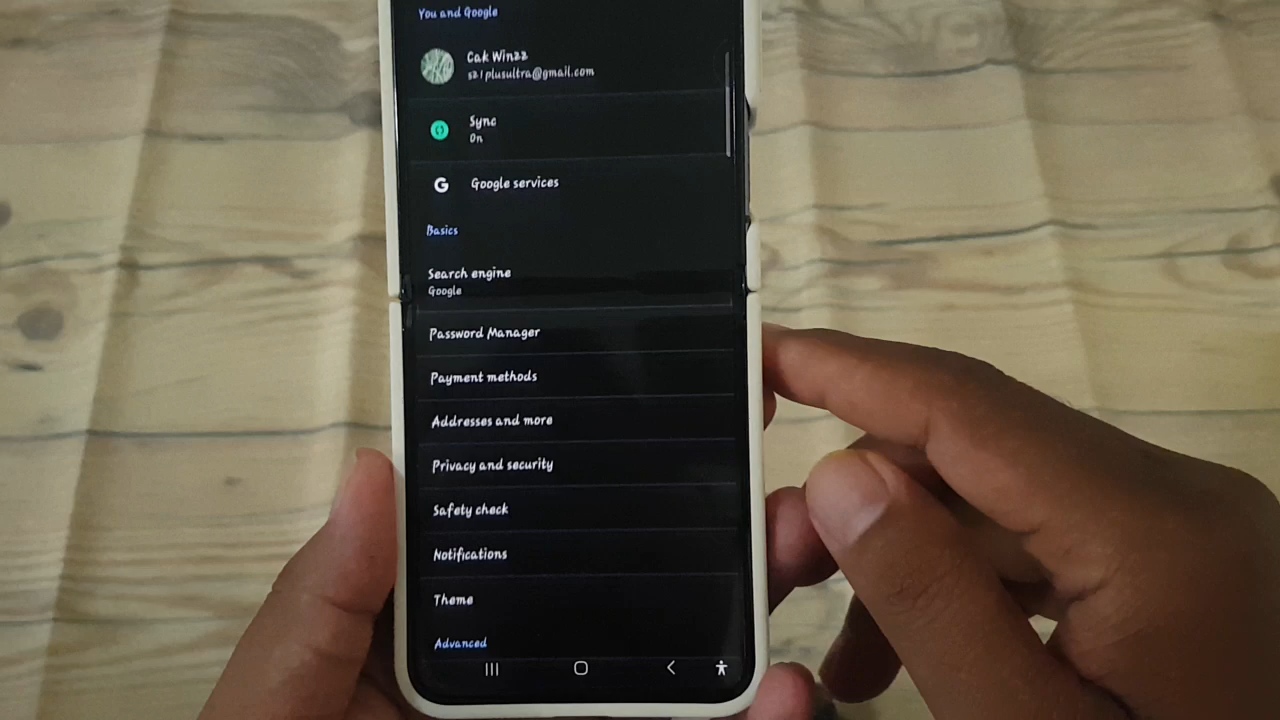 You and Google
Cak Win22
s21plusultra@gmail.com
Sync
On
G
Google services
Basics
Search engine
Google
Password Manager
Payment methods
Addresses and more
Privacy and security
Safety check
Notifications
Theme
Advanced